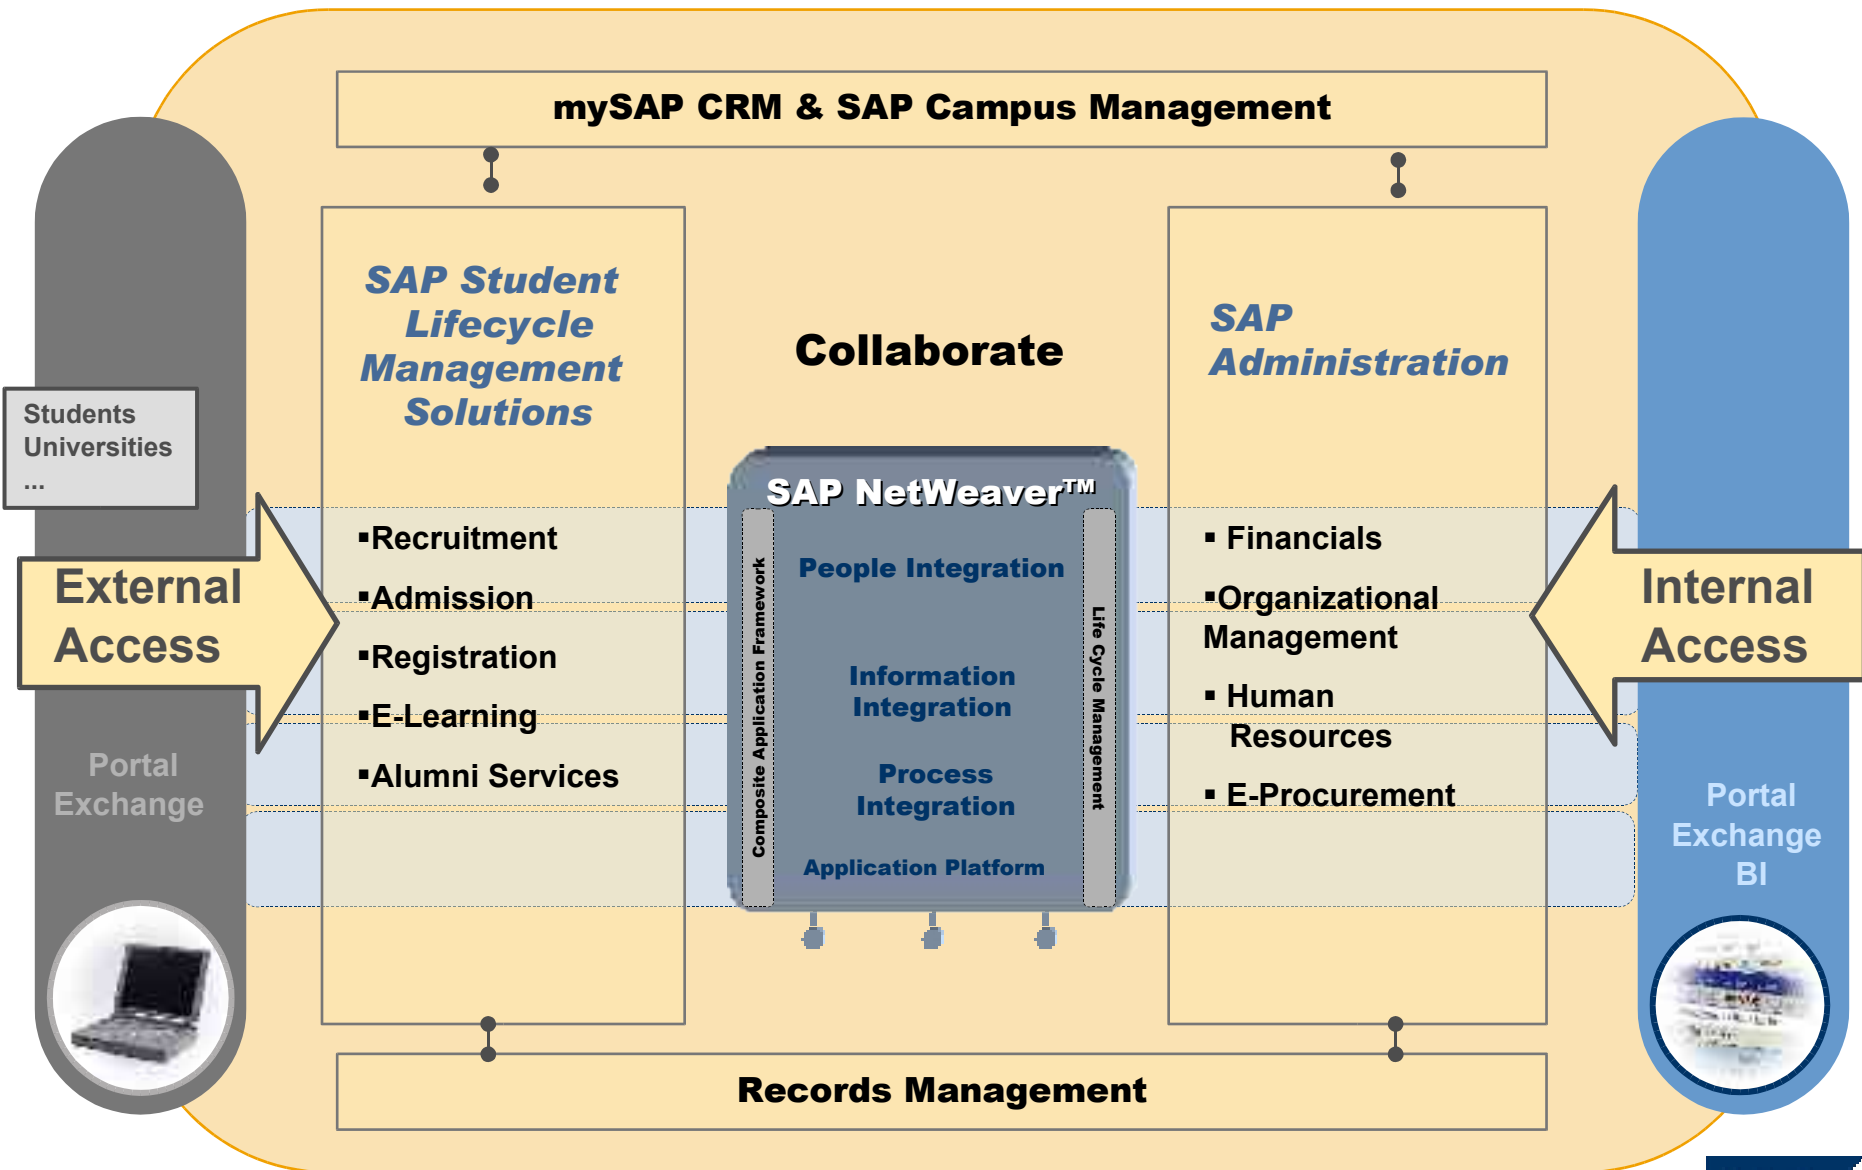 mySAP CRM & SAP Campus Management
SAP Student
Lifecycle
Management
Solutions
Collaborate
SAP
Administration
Students
Universities
...
External
Access
▪Recruitment
▪Admission
▪Registration
▪E-Learning
▪Alumni Services
SAP NetWeaver™
Composite Application Framework
People Integration
Information
Integration
Process
Integration
Application Platform
Life Cycle Management
▪ Financials
▪Organizational
Management
▪ Human
Resources
▪ E-Procurement
Internal
Access
Portal
Exchange
Portal
Exchange
BI
Records Management